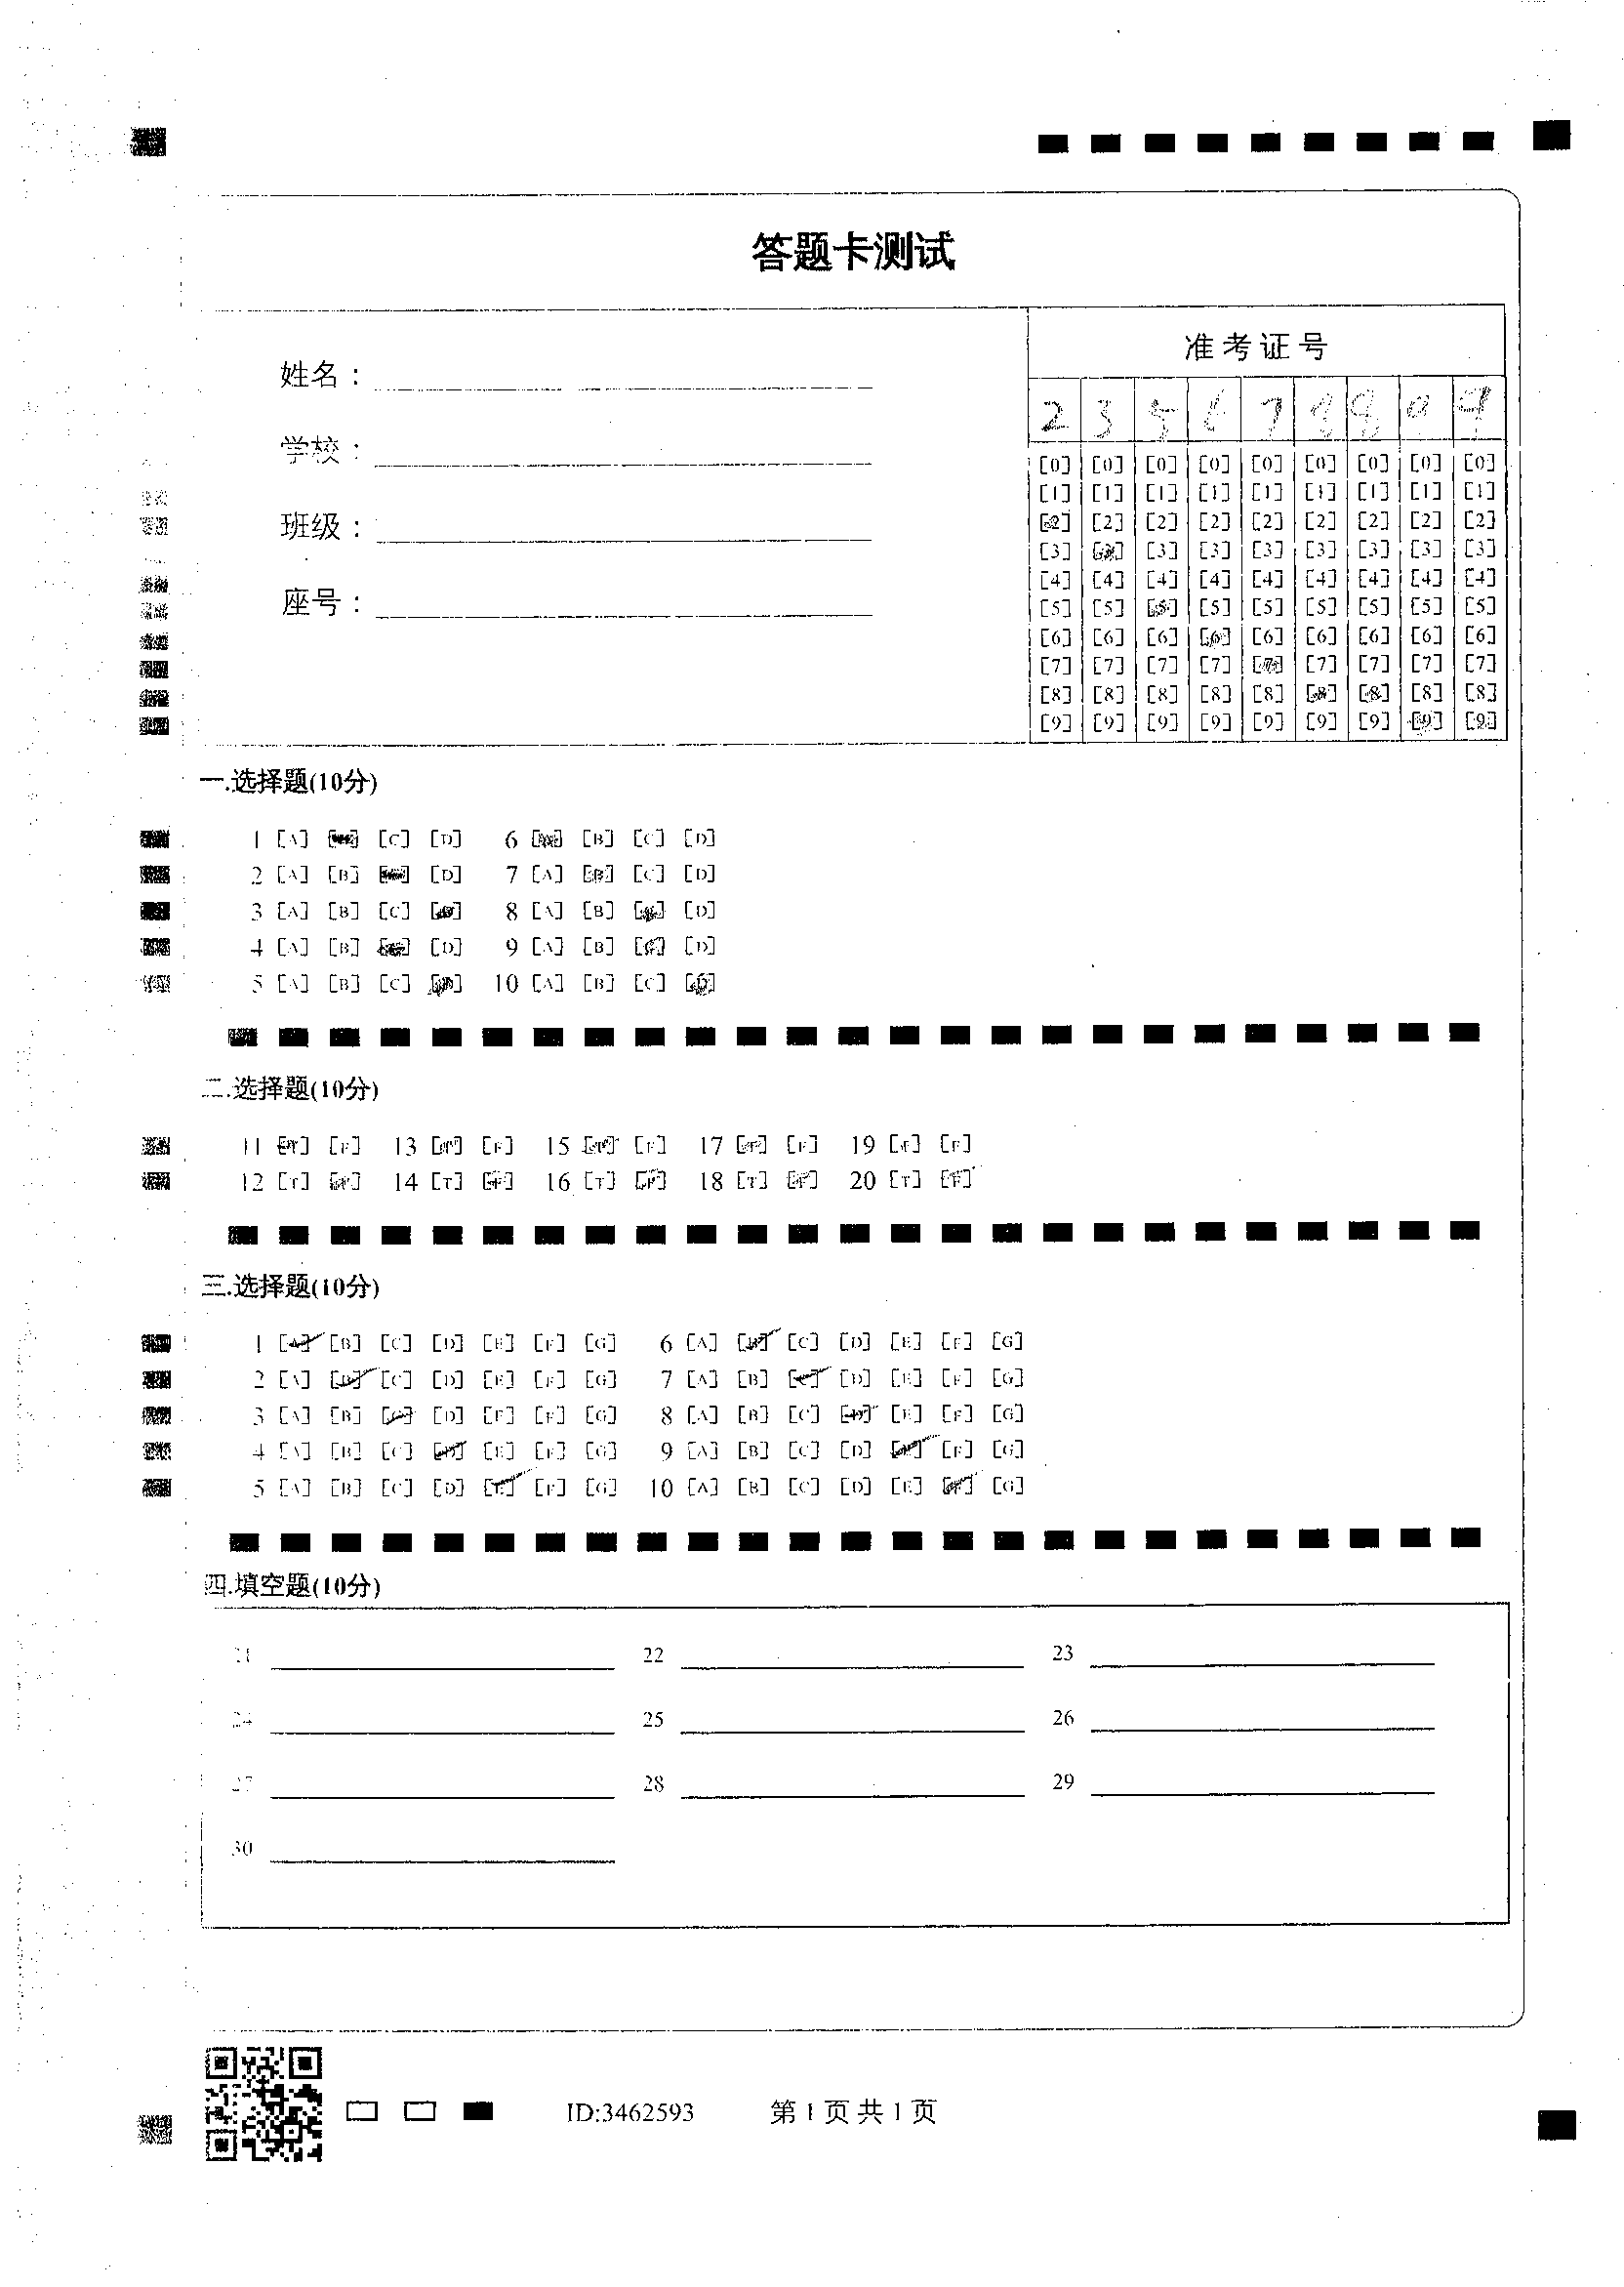 答题卡测试
准考证号
姓名：
学校：
班级：
座号：
2 3 5 6 7 8 8 9 9
[0] [0] [0] [0] [0] [0] [0] [0] [0]
[1] [1] [1] [1] [1] [1] [1] [1] [1]
[2] [2] [2] [2] [2] [2] [2] [2] [2]
[3] [3] [3] [3] [3] [3] [3] [3] [3]
[4] [4] [4] [4] [4] [4] [4] [4] [4]
[5] [5] [5] [5] [5] [5] [5] [5] [5]
[6] [6] [6] [6] [6] [6] [6] [6] [6]
[7] [7] [7] [7] [7] [7] [7] [7] [7]
[8] [8] [8] [8] [8] [8] [8] [8] [8]
[9] [9] [9] [9] [9] [9] [9] [9] [9]
一.选择题(10分)
1 [A] [B] [C] [D] 6 [A] [B] [C] [D]
2 [A] [B] [C] [D] 7 [A] [B] [C] [D]
3 [A] [B] [C] [D] 8 [A] [B] [C] [D]
4 [A] [B] [C] [D] 9 [A] [B] [C] [D]
5 [A] [B] [C] [D] 10 [A] [B] [C] [D]
二.选择题(10分)
11 [T] [F] 13 [T] [F] 15 [T] [F] 17 [T] [F] 19 [T] [F]
12 [T] [F] 14 [T] [F] 16 [T] [F] 18 [T] [F] 20 [T] [F]
三.选择题(10分)
1 [A] [B] [C] [D] [E] [F] [G] 6 [A] [B] [C] [D] [E] [F] [G]
2 [A] [B] [C] [D] [E] [F] [G] 7 [A] [B] [C] [D] [E] [F] [G]
3 [A] [B] [C] [D] [E] [F] [G] 8 [A] [B] [C] [D] [E] [F] [G]
4 [A] [B] [C] [D] [E] [F] [G] 9 [A] [B] [C] [D] [E] [F] [G]
5 [A] [B] [C] [D] [E] [F] [G] 10 [A] [B] [C] [D] [E] [F] [G]
四.填空题(10分)
21 22 23
24 25 26
27 28 29
30
ID:3462593 第1页共1页